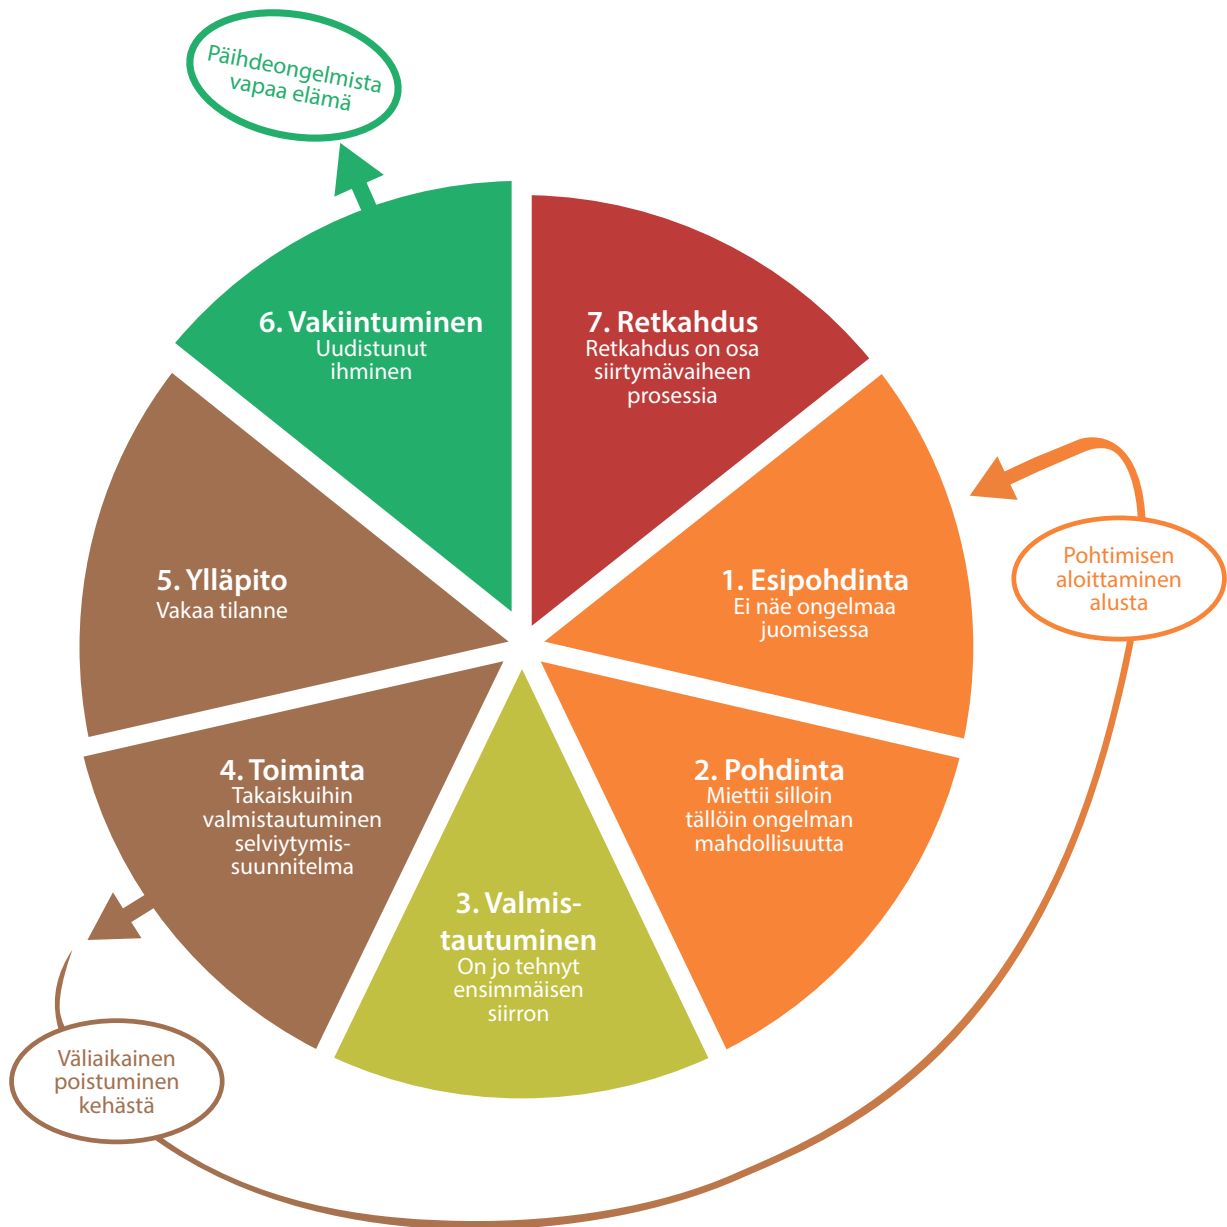 Päihdeongelmista
vapaa elämä
6. Vakiintuminen
Uudistunut
ihminen
7. Retkahdus
Retkahdus on osa
siirtymävaiheen
prosessia
1. Esipohdinta
Ei näe ongelmaa
juomisessa
Pohtimisen
aloittaminen
alusta
5. Ylläpito
Vakaa tilanne
2. Pohdinta
Miettii silloin
tällöin ongelman
mahdollisuutta
4. Toiminta
Takaiskuihin
valmistautuminen
selviytymis-
suunnitelma
3. Valmis-
tautuminen
On jo tehnyt
ensimmäisen
siirron
Väliaikainen
poistuminen
kehästä